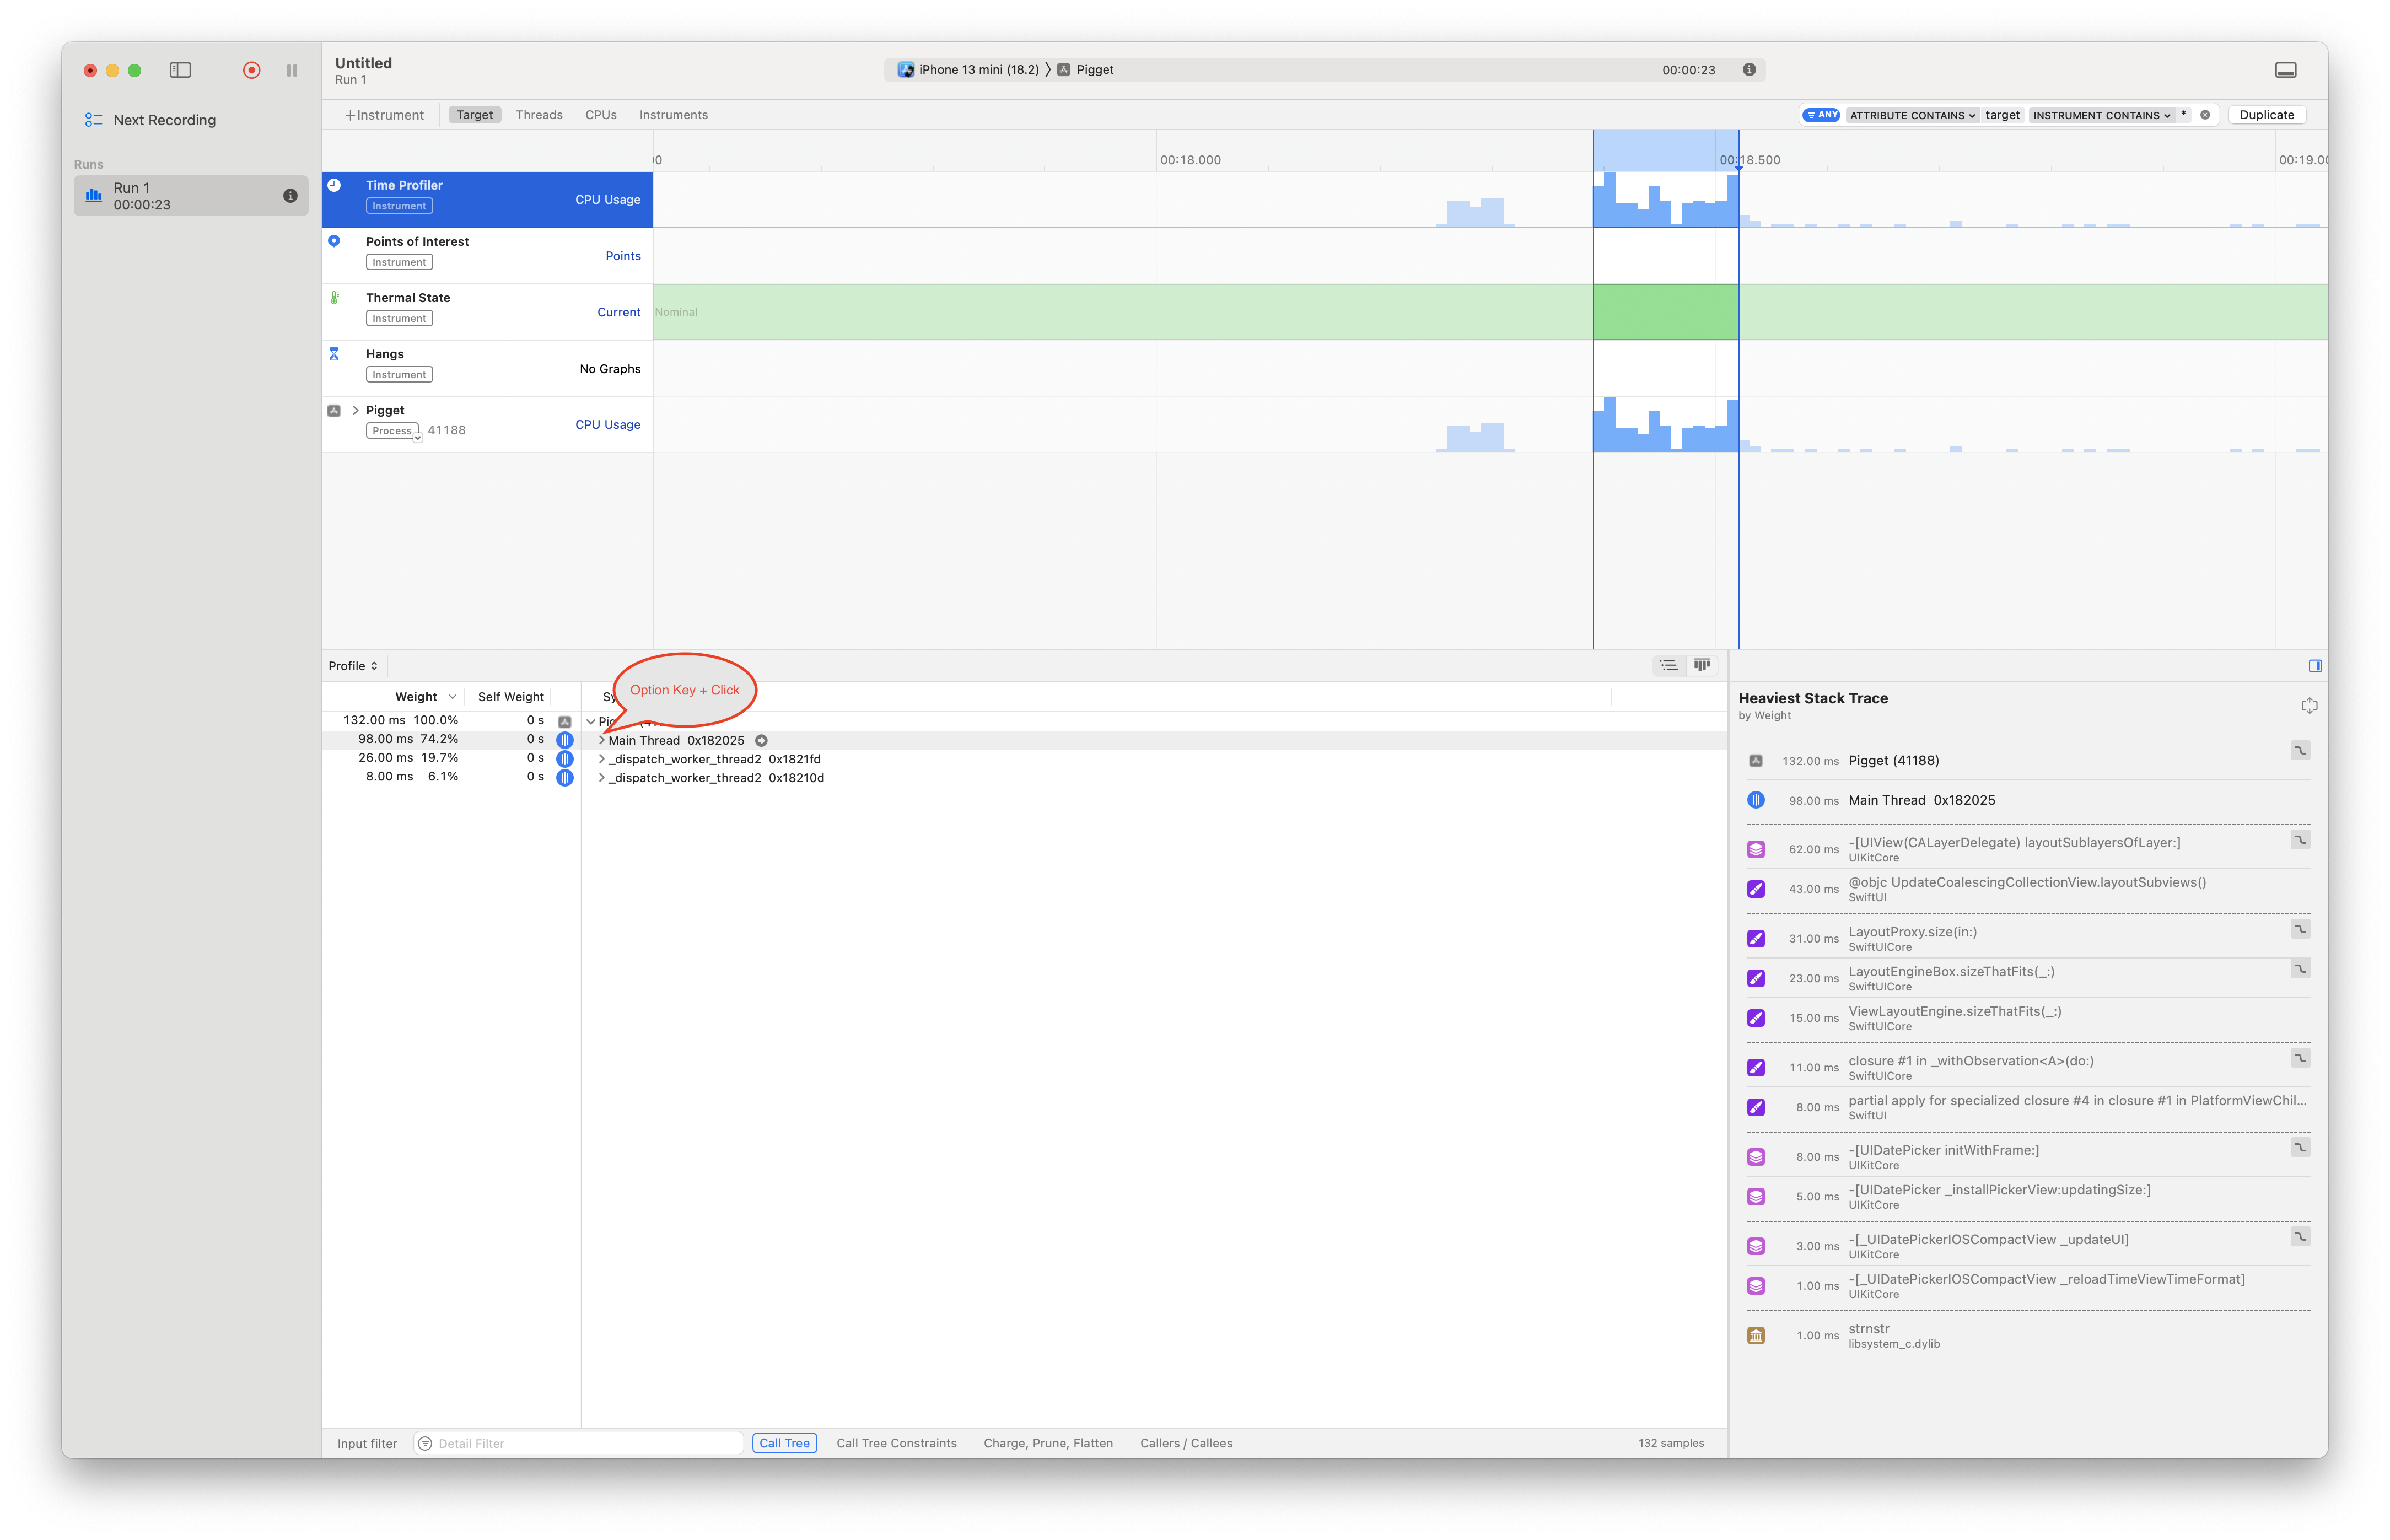 Untitled
Run 1
iPhone 13 mini (18.2) 〉 Pigget
00:00:23
Next Recording
Runs
Run 1
00:00:23
+Instrument
Target
Threads
CPUs
Instruments
ANY
ATTRIBUTE CONTAINS
target
INSTRUMENT CONTAINS
*
Duplicate
00:18.000
00:18.500
Time Profiler
Instrument
CPU Usage
Points of Interest
Instrument
Points
Thermal State
Instrument
Current
Nominal
Hangs
Instrument
No Graphs
Pigget
Process 41188
CPU Usage
Profile
Option Key + Click
Weight
Self Weight
132.00 ms 100.0% 0 s
98.00 ms 74.2% 0 s Main Thread 0x182025
26.00 ms 19.7% 0 s _dispatch_worker_thread2 0x1821fd
8.00 ms 6.1% 0 s _dispatch_worker_thread2 0x18210d
Heaviest Stack Trace
by Weight
132.00 ms Pigget (41188)
98.00 ms Main Thread 0x182025
62.00 ms -[UIView(CALayerDelegate) layoutSublayersOfLayer:]
UIKitCore
43.00 ms @objc UpdateCoalescingCollectionView.layoutSubviews()
SwiftUI
31.00 ms LayoutProxy.size(in:)
SwiftUICore
23.00 ms LayoutEngineBox.sizeThatFits(_:)
SwiftUICore
15.00 ms ViewLayoutEngine.sizeThatFits(_:)
SwiftUICore
11.00 ms closure #1 in _withObservation<A>(do:)
SwiftUICore
8.00 ms partial apply for specialized closure #4 in closure #1 in PlatformViewChil...
SwiftUI
8.00 ms -[UIDatePicker initWithFrame:]
UIKitCore
5.00 ms -[UIDatePicker _installPickerView:updatingSize:]
UIKitCore
3.00 ms -[_UIDatePickerIOSCompactView _updateUI]
UIKitCore
1.00 ms -[_UIDatePickerIOSCompactView _reloadTimeViewTimeFormat]
UIKitCore
1.00 ms strnstr
libsystem_c.dylib
Input filter
Detail Filter
Call Tree
Call Tree Constraints
Charge, Prune, Flatten
Callers / Callees
132 samples